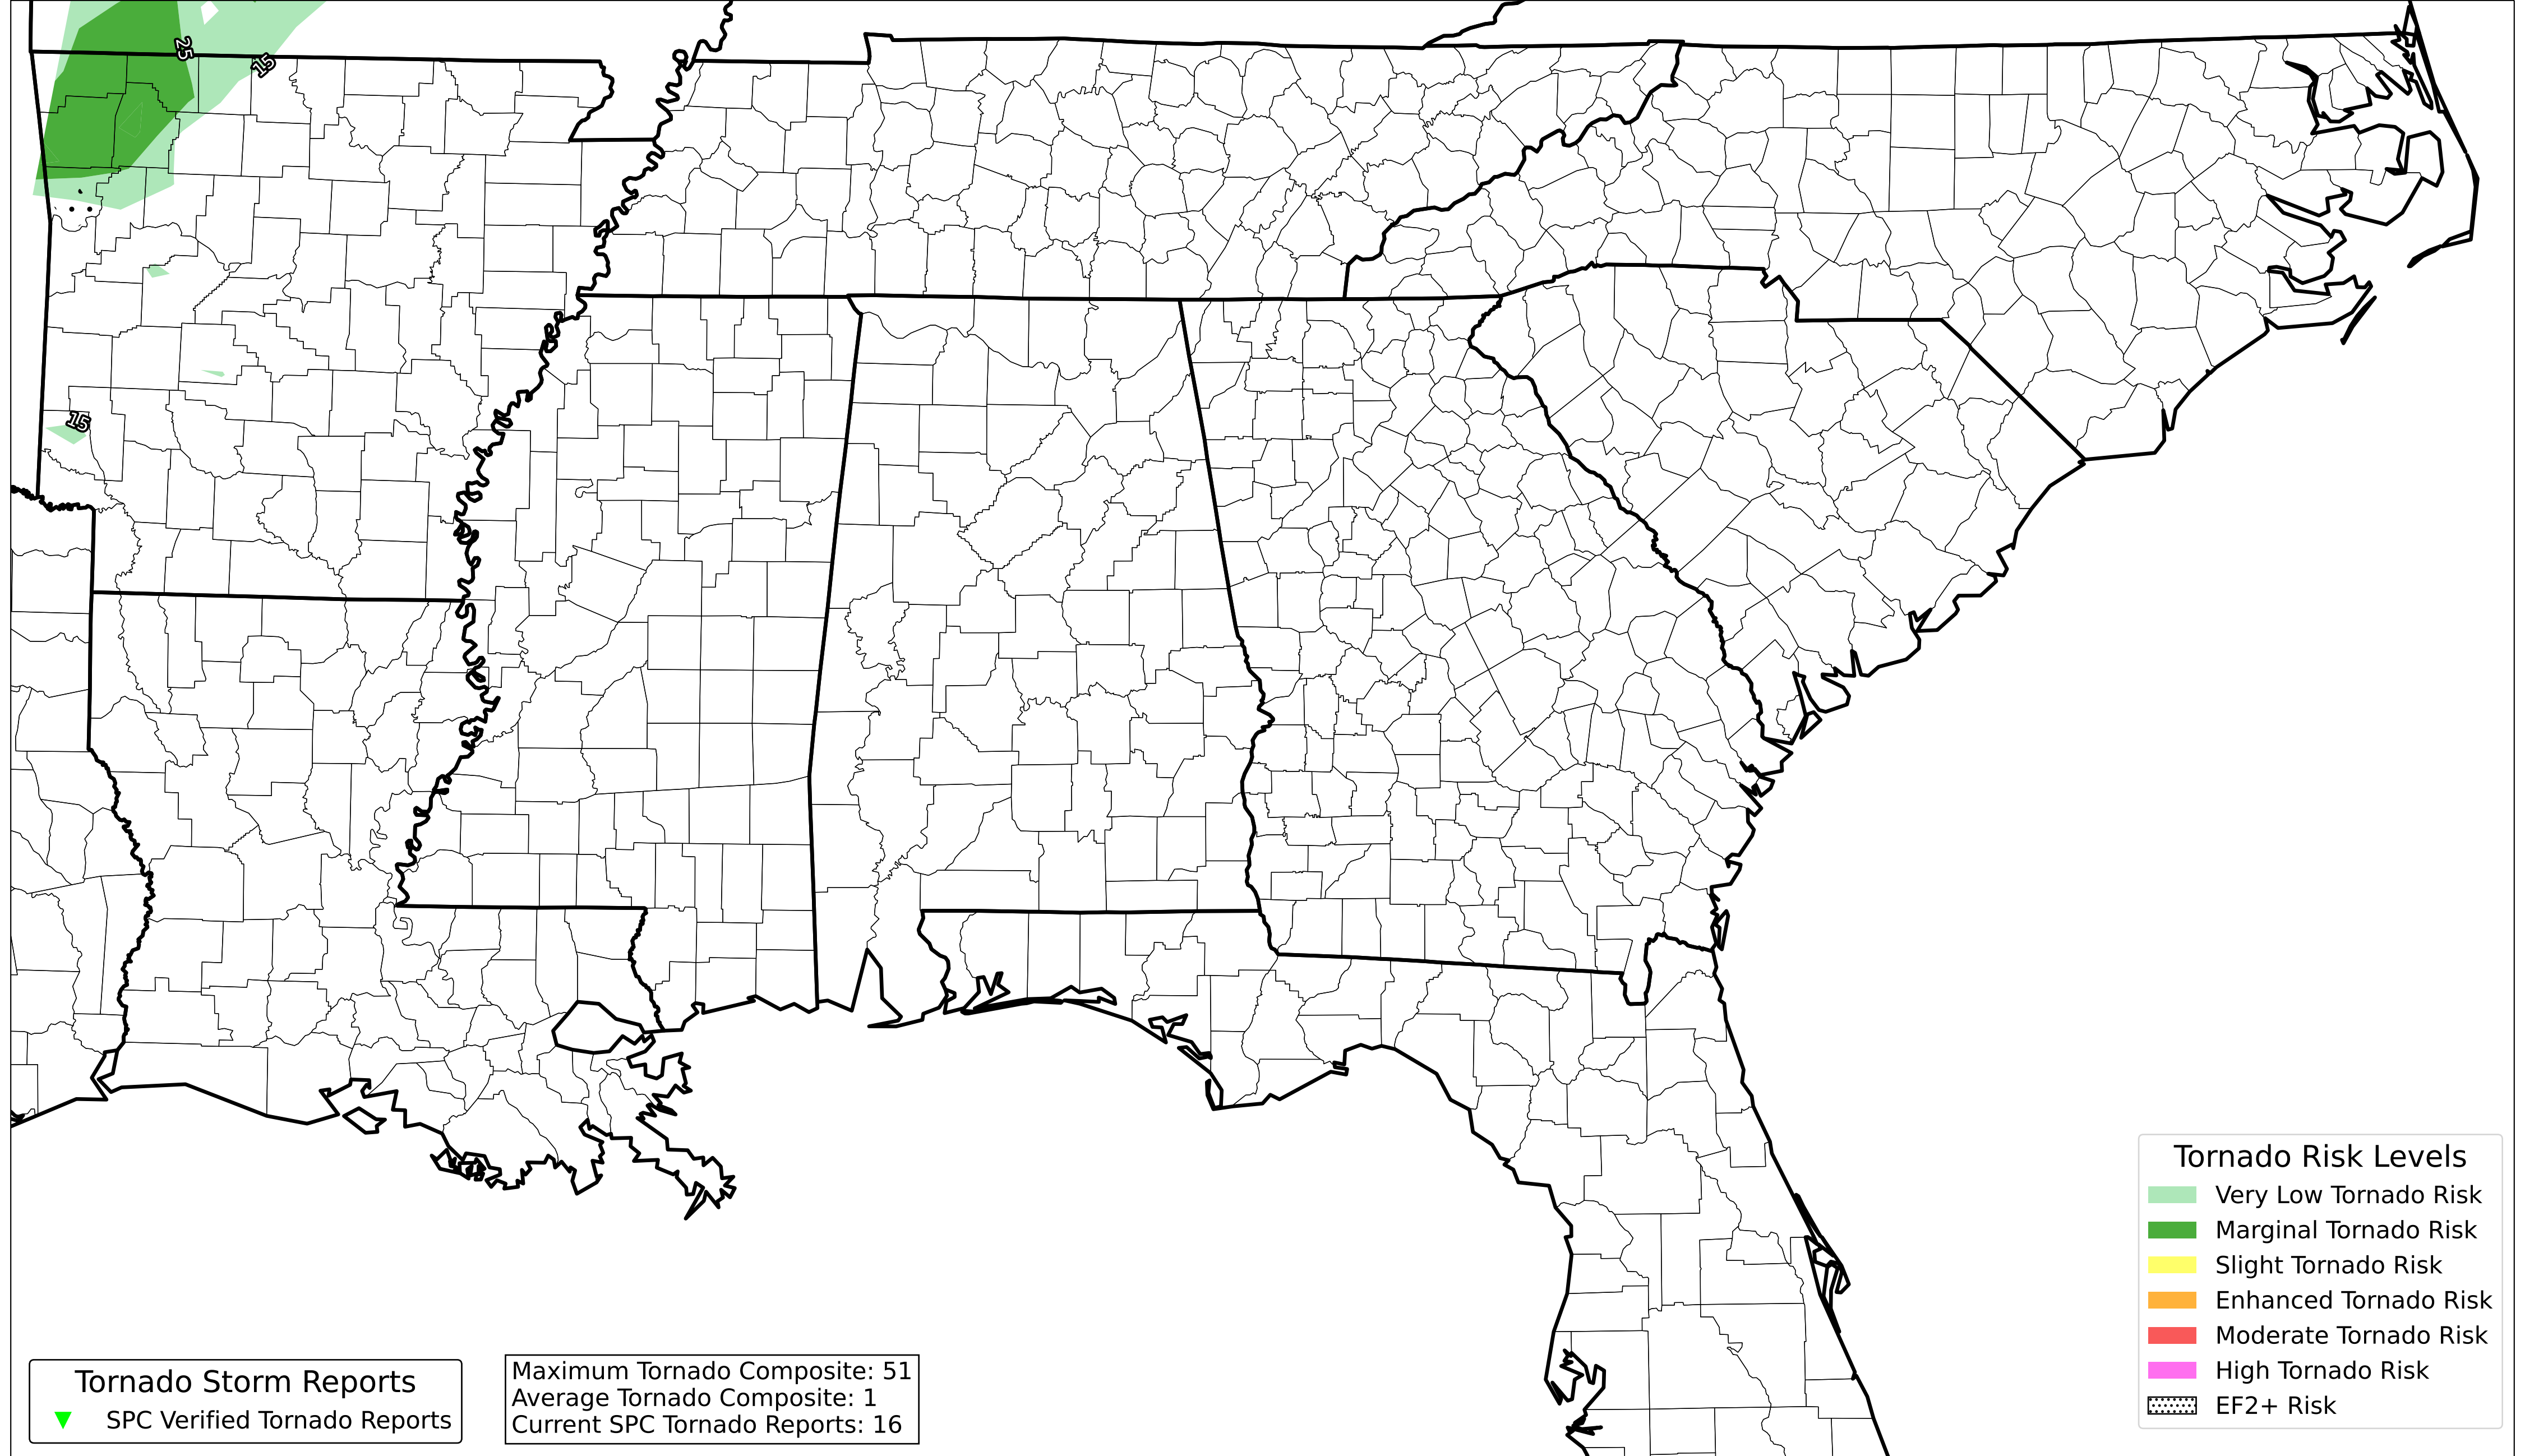 25
15
15
Tornado Risk Levels
Very Low Tornado Risk
Marginal Tornado Risk
Slight Tornado Risk
Enhanced Tornado Risk
Moderate Tornado Risk
High Tornado Risk
EF2+ Risk
Tornado Storm Reports
SPC Verified Tornado Reports
Maximum Tornado Composite: 51
Average Tornado Composite: 1
Current SPC Tornado Reports: 16